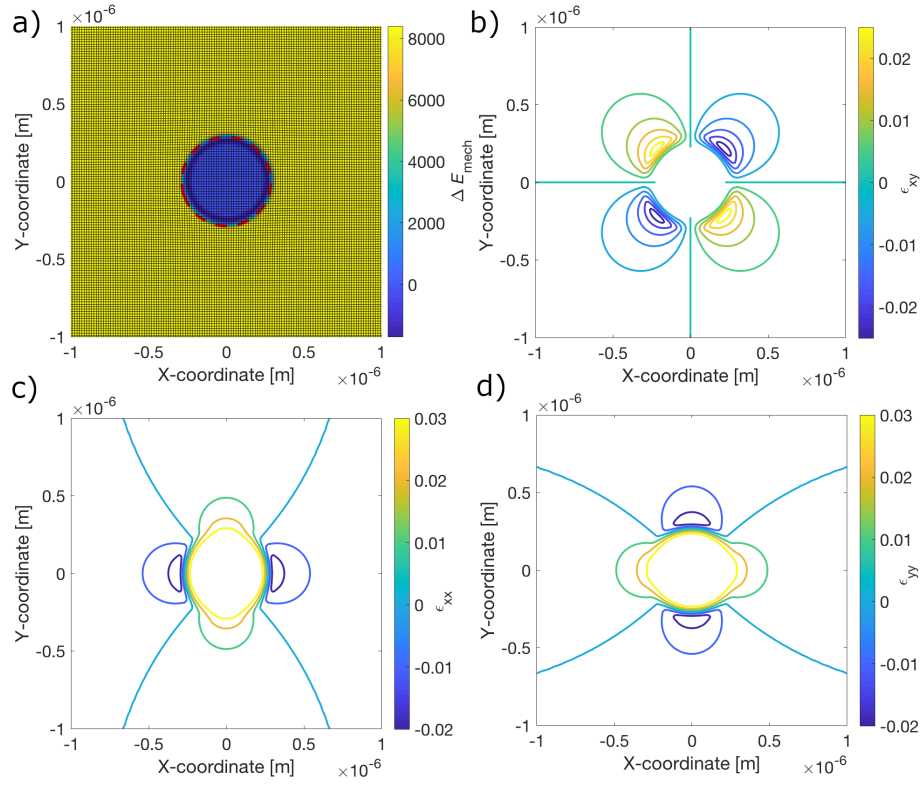 a)
×10⁻⁶
1
0.5
0
-0.5
-1
Y-coordinate [m]
-1 -0.5 0 0.5 1
X-coordinate [m]
×10⁻⁶
8000
6000
4000
2000
0
Δ E_mech
b)
×10⁻⁶
1
0.5
0
-0.5
-1
Y-coordinate [m]
-1 -0.5 0 0.5 1
X-coordinate [m]
×10⁻⁶
0.02
0.01
0
-0.01
-0.02
ϵ_xy
c)
×10⁻⁶
1
0.5
0
-0.5
-1
Y-coordinate [m]
-1 -0.5 0 0.5 1
X-coordinate [m]
×10⁻⁶
0.03
0.02
0.01
0
-0.01
-0.02
ϵ_xx
d)
×10⁻⁶
1
0.5
0
-0.5
-1
Y-coordinate [m]
-1 -0.5 0 0.5 1
X-coordinate [m]
×10⁻⁶
0.03
0.02
0.01
0
-0.01
-0.02
ϵ_yy